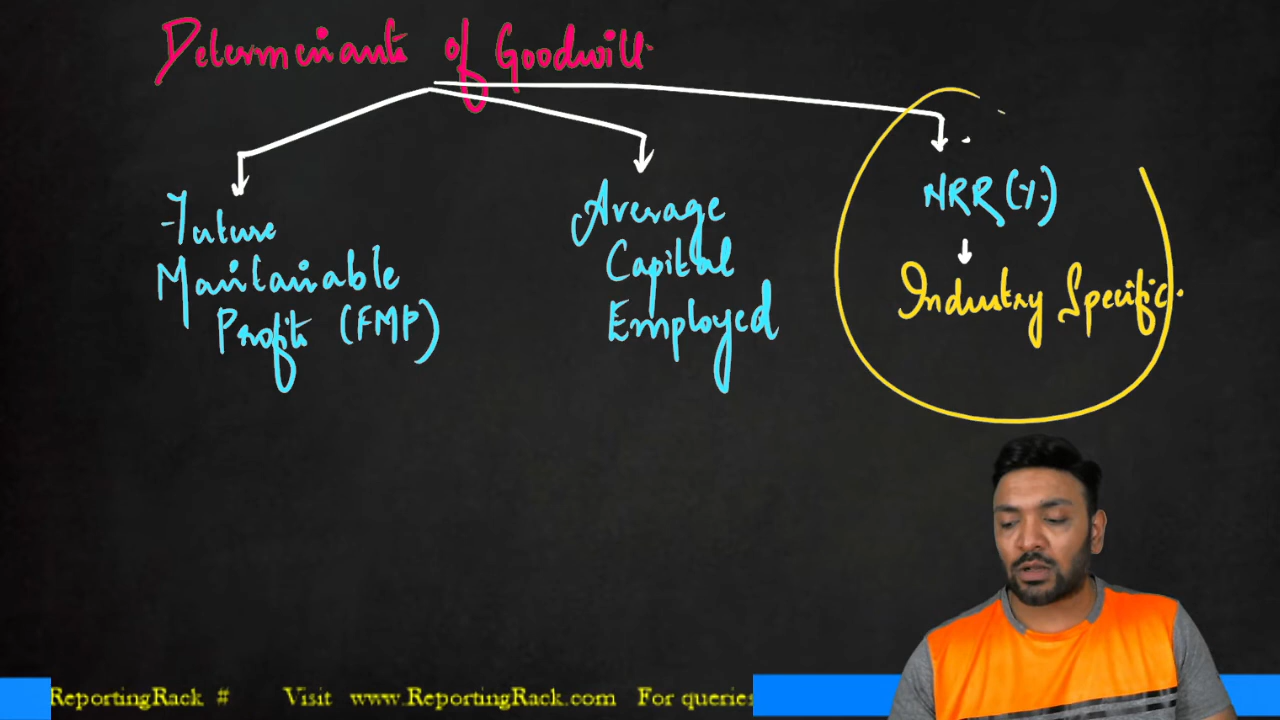 Determinants of Goodwill
Future
Maintainable
Profits (FMP)
Average
Capital
Employed
NRR (%)
Industry Specific.
ReportingRack # Visit www.ReportingRack.com For queries